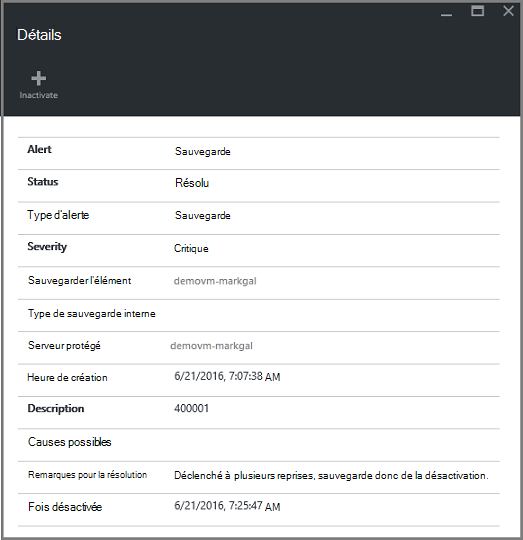 Détails
Inactivate
Alert Sauvegarde
Status Résolu
Type d'alerte Sauvegarde
Severity Critique
Sauvegarder l'élément demovm-markgal
Type de sauvegarde interne
Serveur protégé demovm-markgal
Heure de création 6/21/2016, 7:07:38 AM
Description 400001
Causes possibles
Remarques pour la résolution Déclenché à plusieurs reprises, sauvegarde donc de la désactivation.
Fois désactivée 6/21/2016, 7:25:47 AM